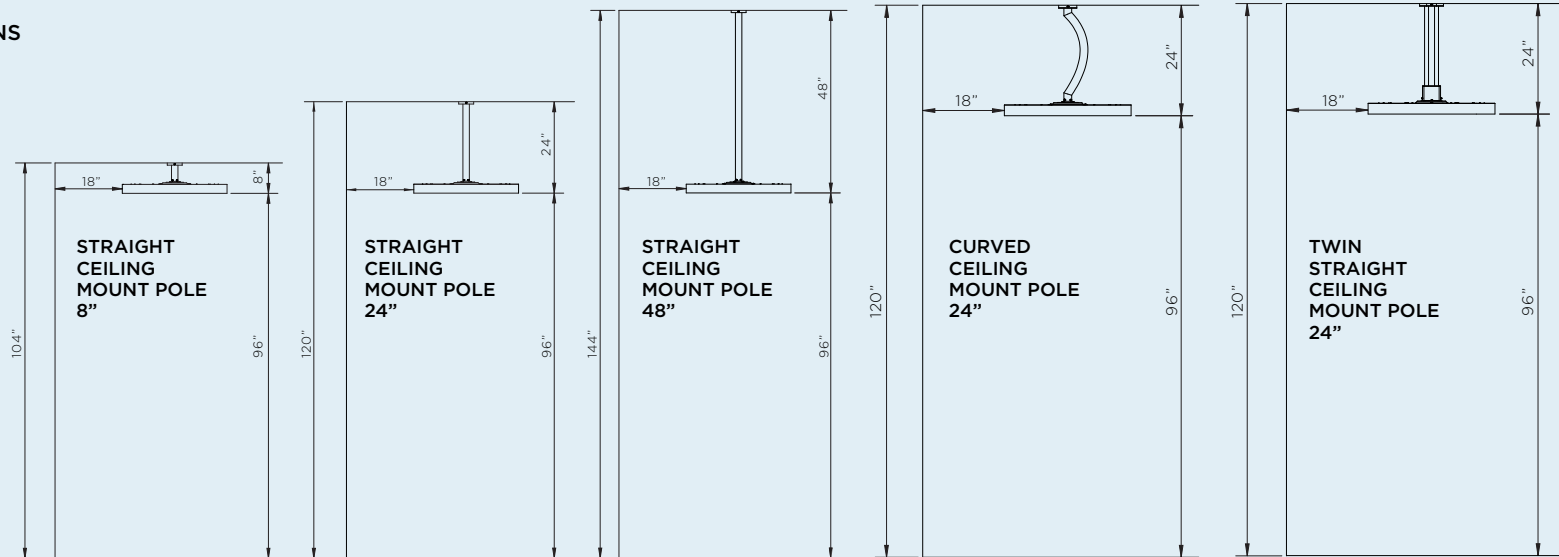 NS
104”
18”
8”
96”
STRAIGHT
CEILING
MOUNT POLE
8”
120”
18”
24”
96”
STRAIGHT
CEILING
MOUNT POLE
24”
144”
18”
48”
96”
STRAIGHT
CEILING
MOUNT POLE
48”
120”
18”
24”
96”
CURVED
CEILING
MOUNT POLE
24”
120”
18”
24”
96”
TWIN
STRAIGHT
CEILING
MOUNT POLE
24”